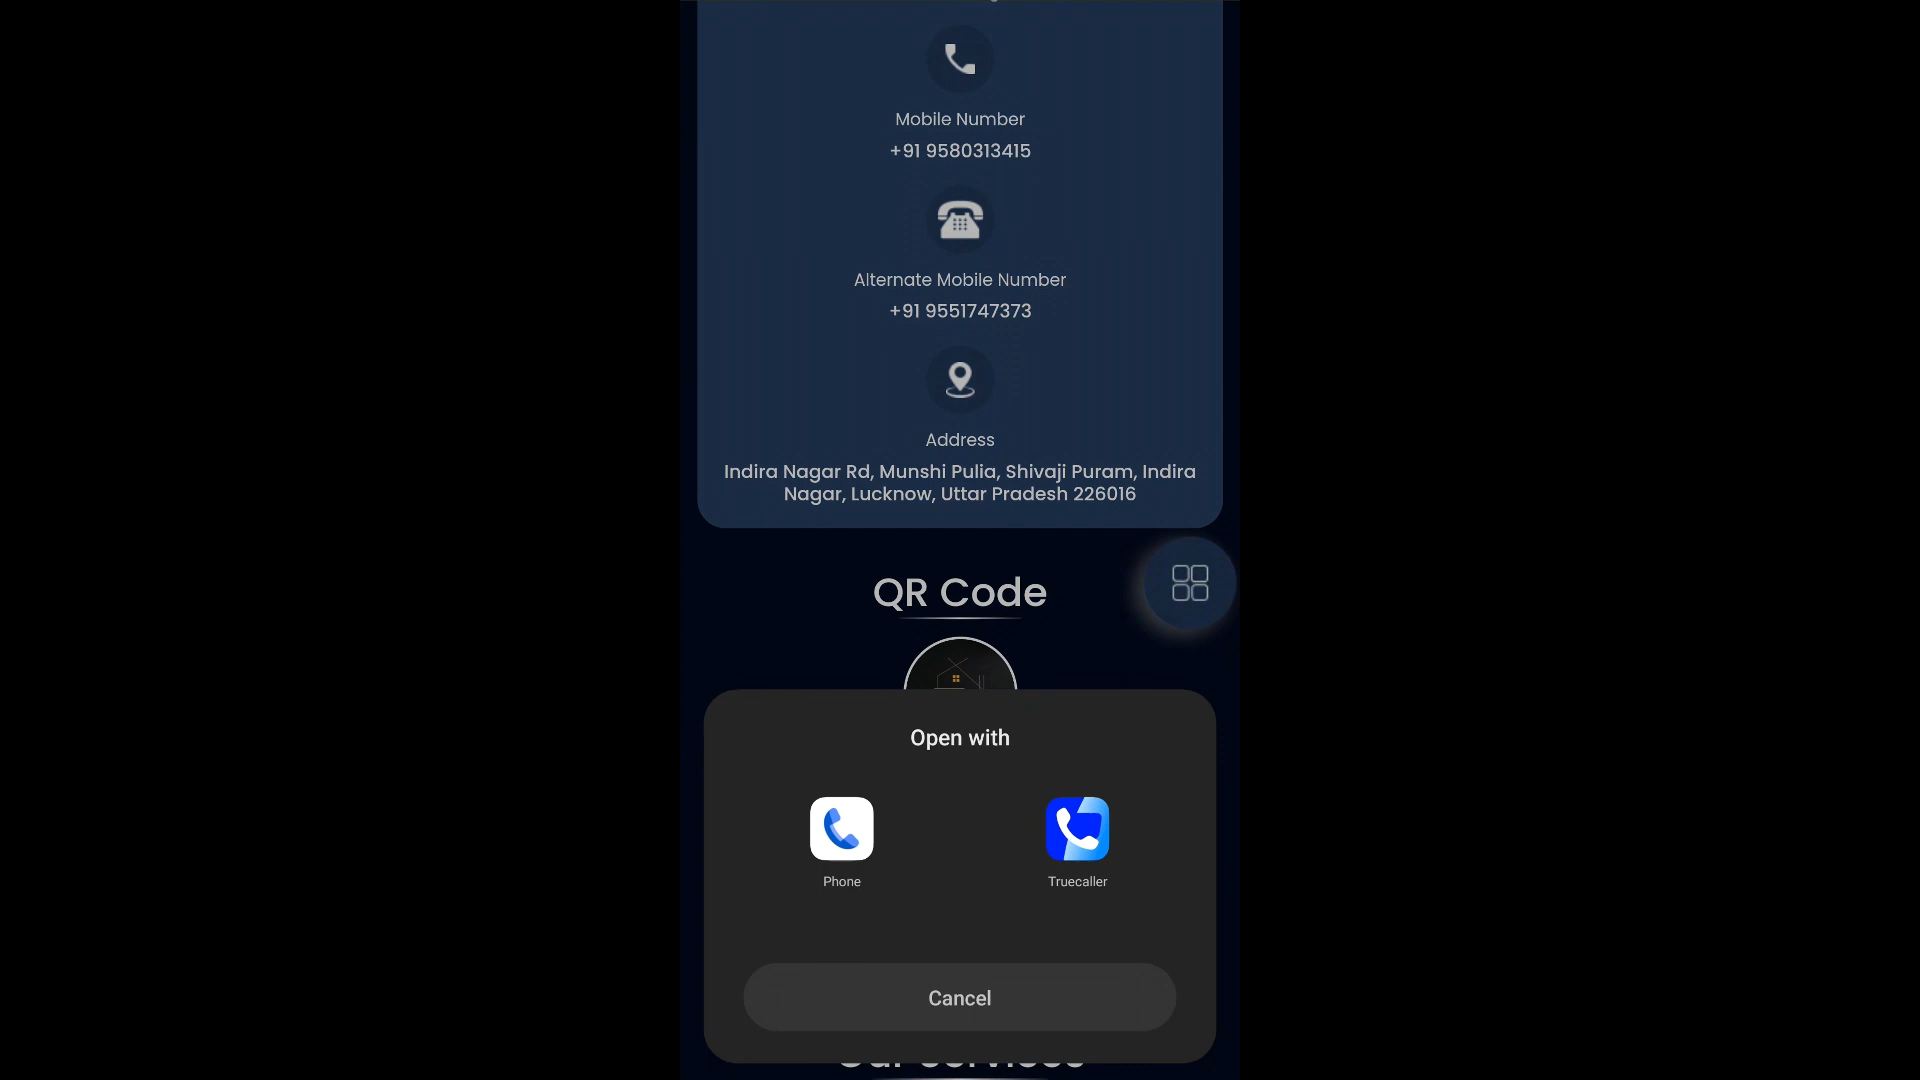 Mobile Number
+91 9580313415
Alternate Mobile Number
+91 9551747373
Address
Indira Nagar Rd, Munshi Pulia, Shivaji Puram, Indira
Nagar, Lucknow, Uttar Pradesh 226016
QR Code
Open with
Phone
Truecaller
Cancel